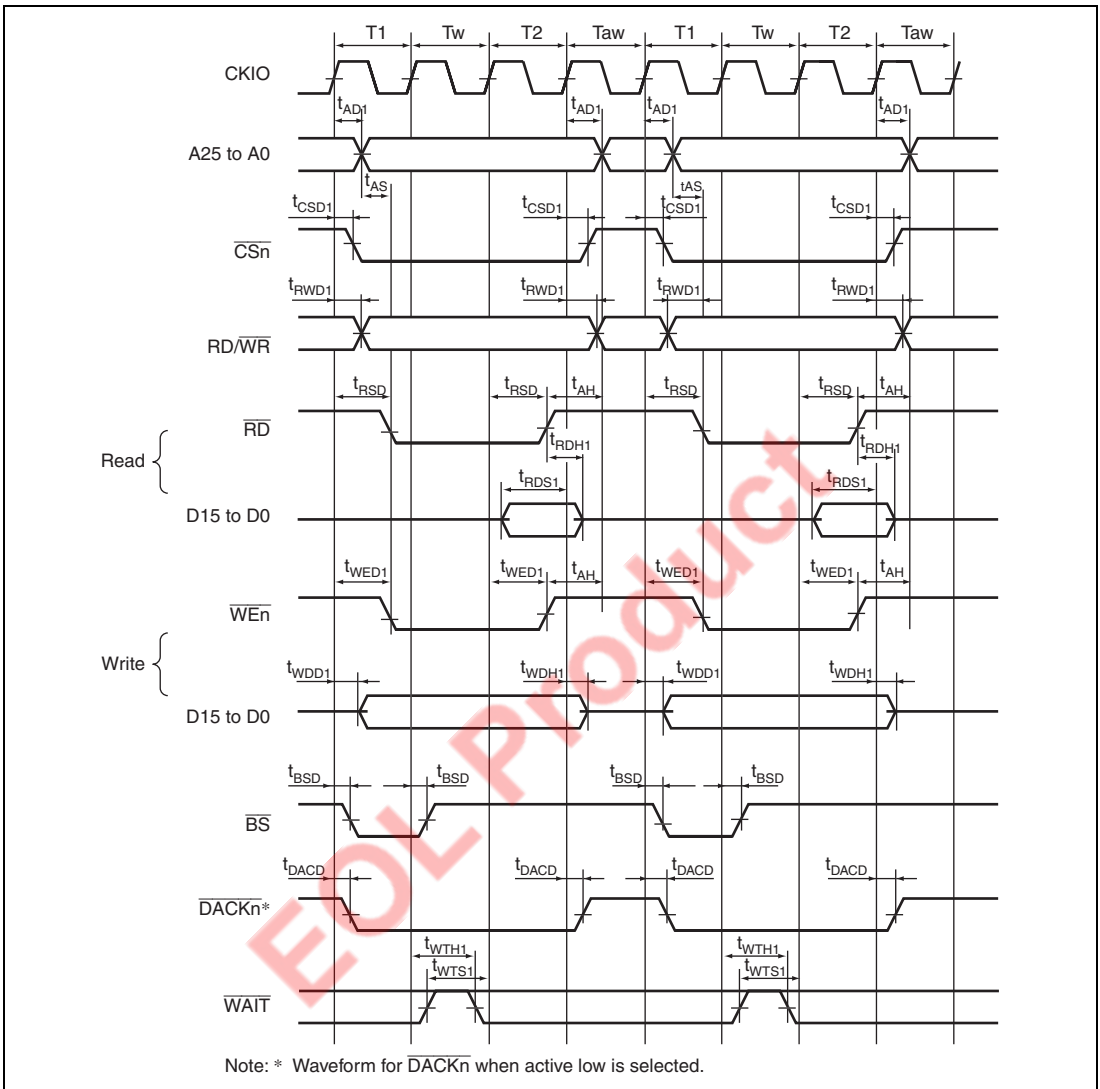 T1 Tw T2 Taw T1 Tw T2 Taw
CKIO
tAD1 tAD1 tAD1 tAD1
A25 to A0
tAS tAS
tCSD1 tCSD1 tCSD1 tCSD1
CSn
tRWD1 tRWD1 tRWD1 tRWD1
RD/WR
tRSD tRSD tAH tRSD tRSD tAH
RD
tRDH1 tRDH1
Read
tRDS1 tRDS1
D15 to D0
tWED1 tWED1 tAH tWED1 tWED1 tAH
WEn
Write
tWDD1 tWDH1 tWDD1 tWDH1
D15 to D0
tBSD tBSD tBSD tBSD
BS
tDACD tDACD tDACD tDACD
DACKn*
tWTH1 tWTH1
tWTS1 tWTS1
WAIT
Note: * Waveform for DACKn when active low is selected.
EOL Product